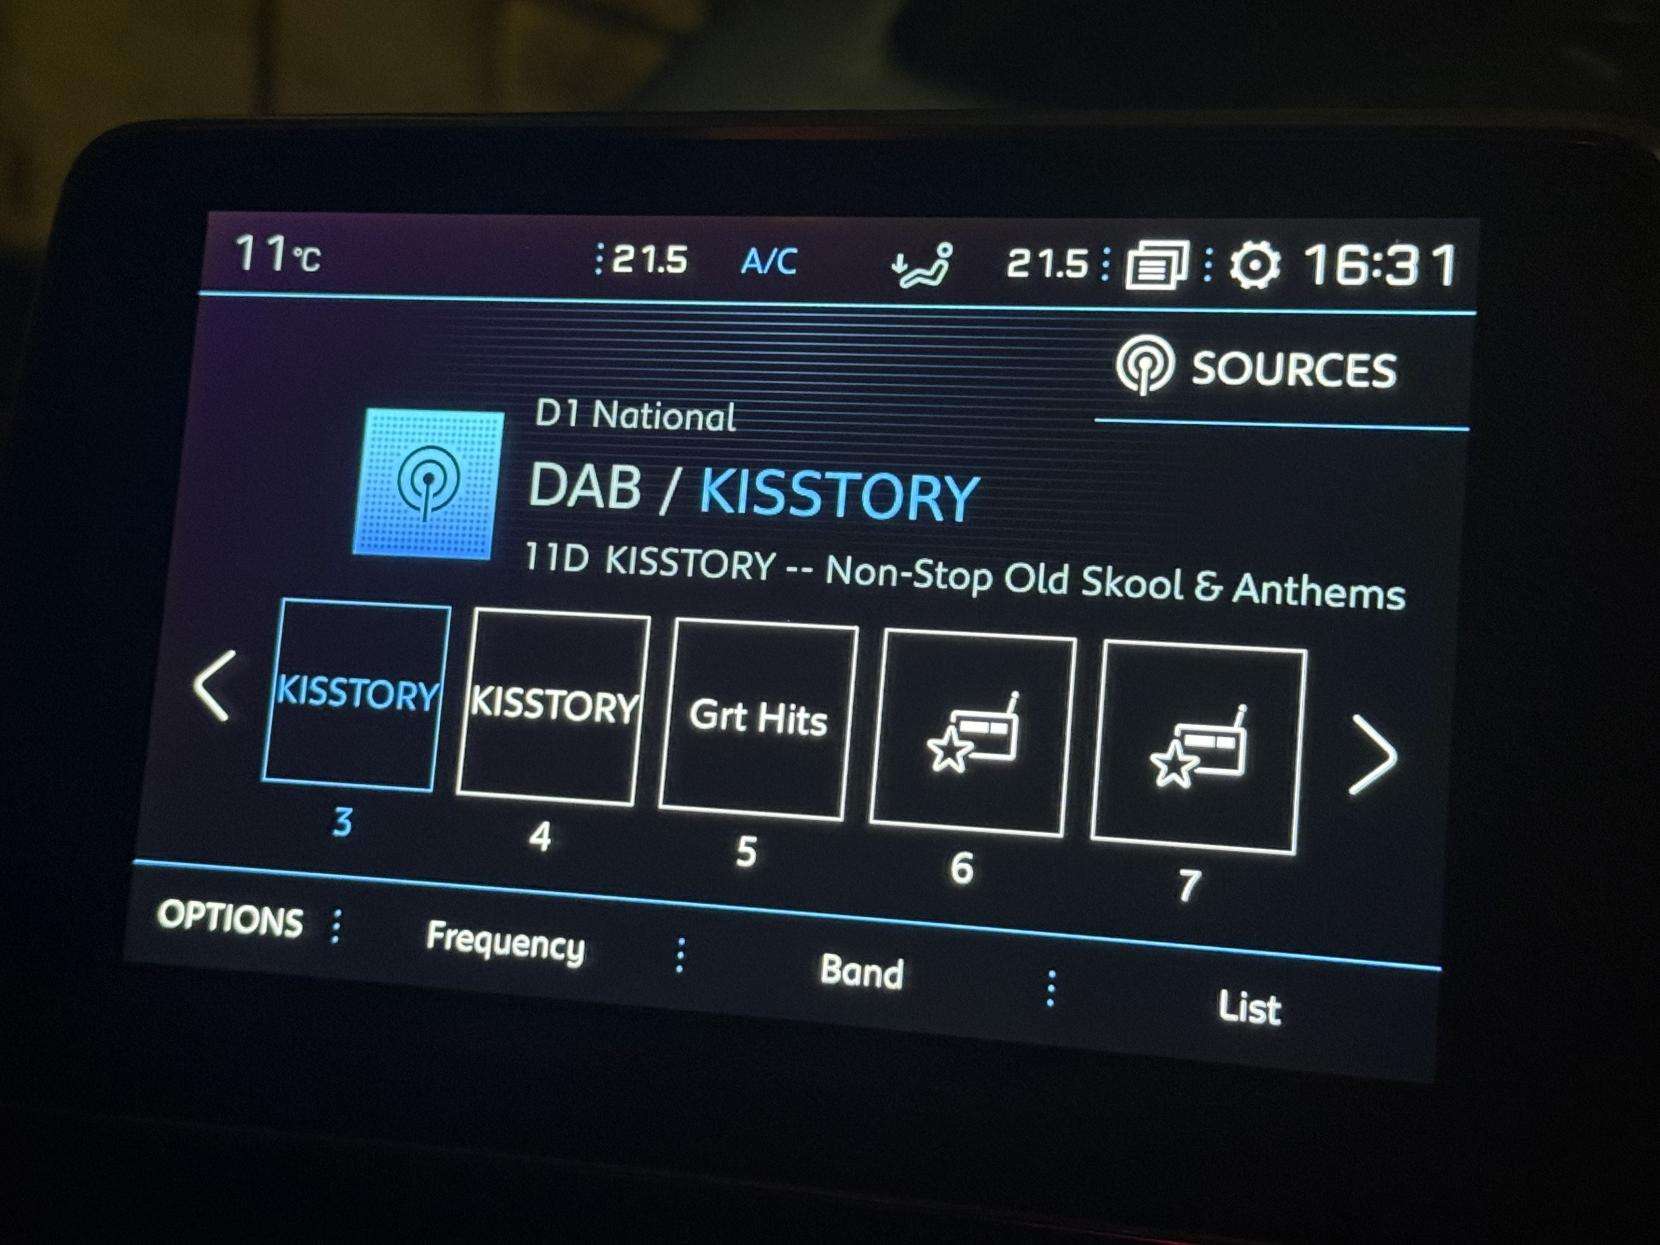 11°C 21.5 A/C 21.5 16:31
SOURCES
D1 National
DAB / KISSTORY
11D KISSTORY -- Non-Stop Old Skool & Anthems
KISSTORY KISSTORY Grt Hits
3 4 5 6 7
OPTIONS Frequency Band List